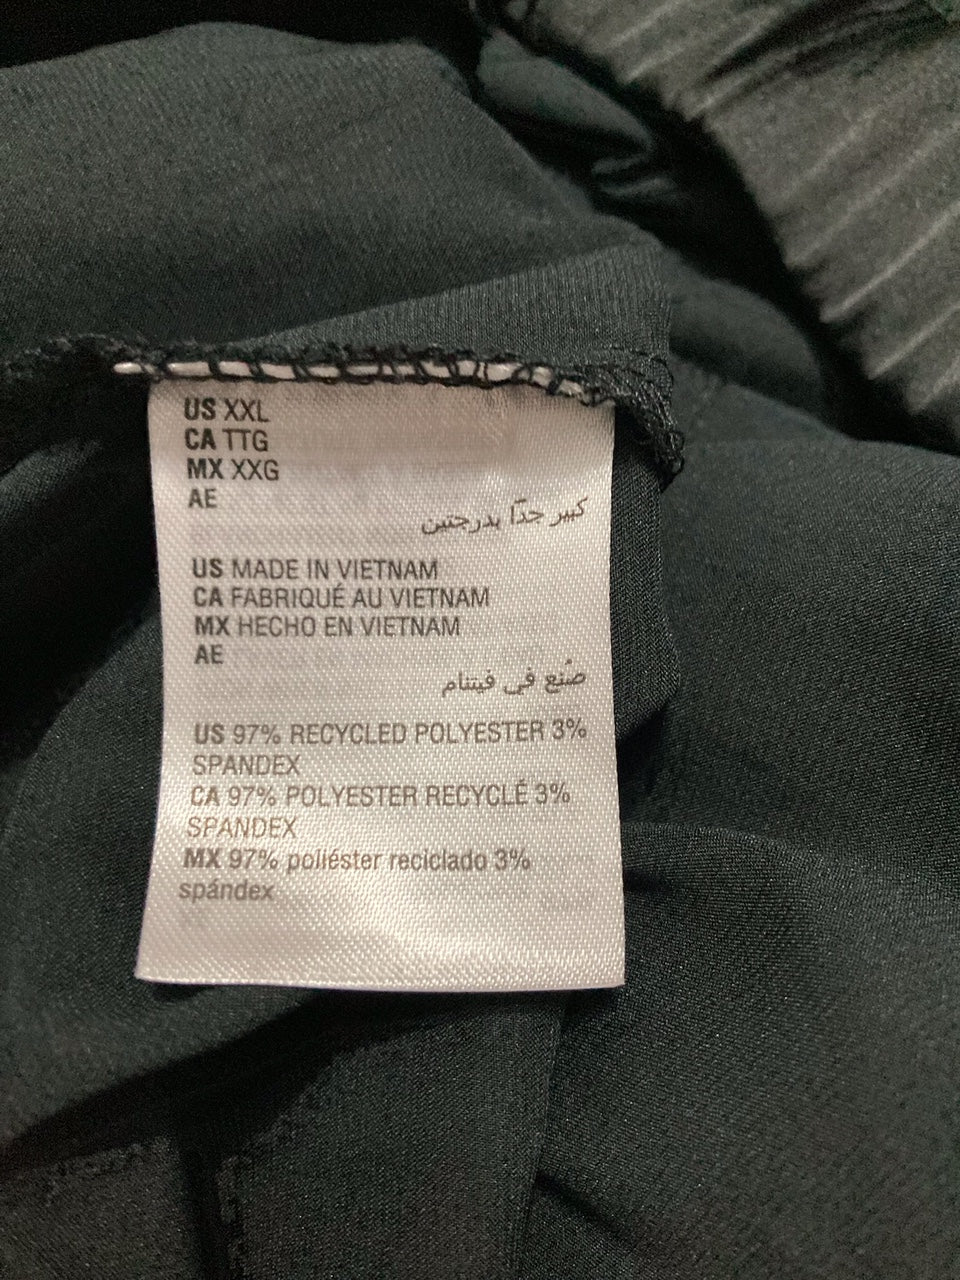 US XXL
CA TTG
MX XXG
AE
كبير جدًا بدرجتين
US MADE IN VIETNAM
CA FABRIQUÉ AU VIETNAM
MX HECHO EN VIETNAM
AE
صُنع في فيتنام
US 97% RECYCLED POLYESTER 3%
SPANDEX
CA 97% POLYESTER RECYCLÉ 3%
SPANDEX
MX 97% poliéster reciclado 3%
spándex